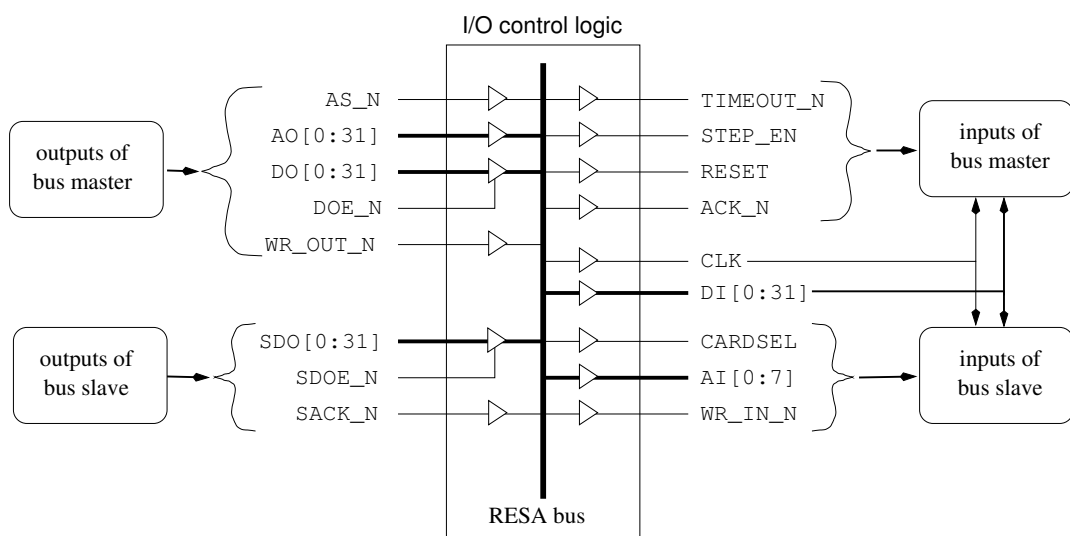 I/O control logic
outputs of
bus master
AS_N
AO[0:31]
DO[0:31]
DOE_N
WR_OUT_N
TIMEOUT_N
STEP_EN
RESET
ACK_N
inputs of
bus master
CLK
DI[0:31]
outputs of
bus slave
SDO[0:31]
SDOE_N
SACK_N
CARDSEL
AI[0:7]
WR_IN_N
inputs of
bus slave
RESA bus